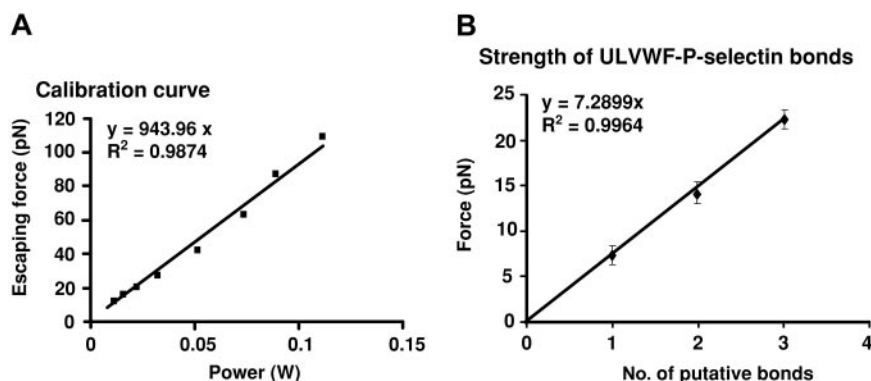 A
Calibration curve
y = 943.96 x
R² = 0.9874
Escaping force (pN)
120
100
80
60
40
20
0
0
0.05
0.1
0.15
Power (W)
B
Strength of ULVWF-P-selectin bonds
y = 7.2899x
R² = 0.9964
Force (pN)
25
20
15
10
5
0
0
1
2
3
4
No. of putative bonds